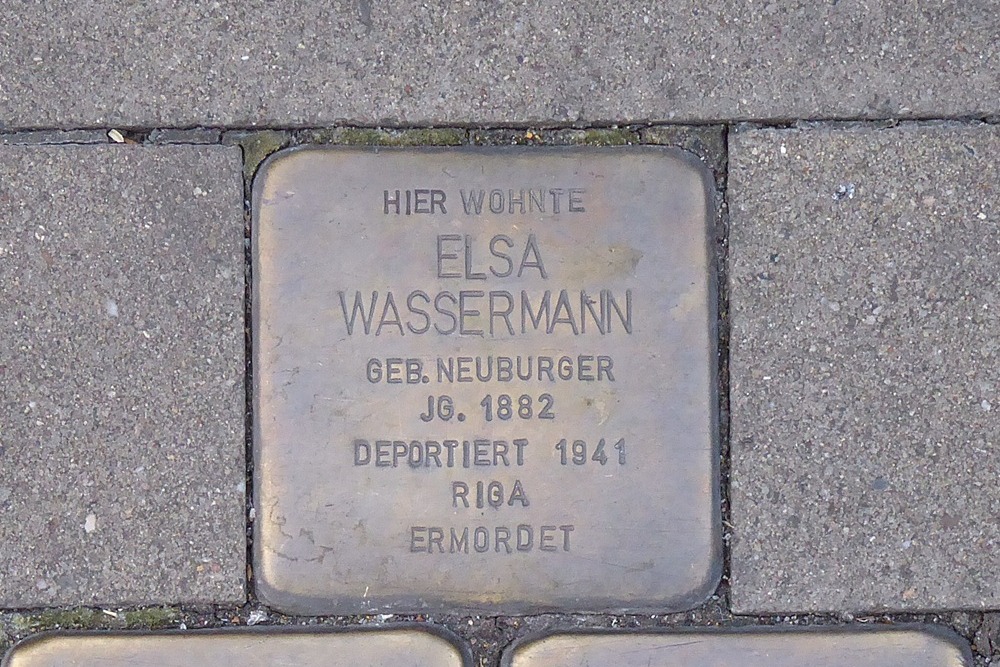 HIER WOHNTE
ELSA
WASSERMANN
GEB. NEUBURGER
JG. 1882
DEPORTIERT 1941
RIGA
ERMORDET